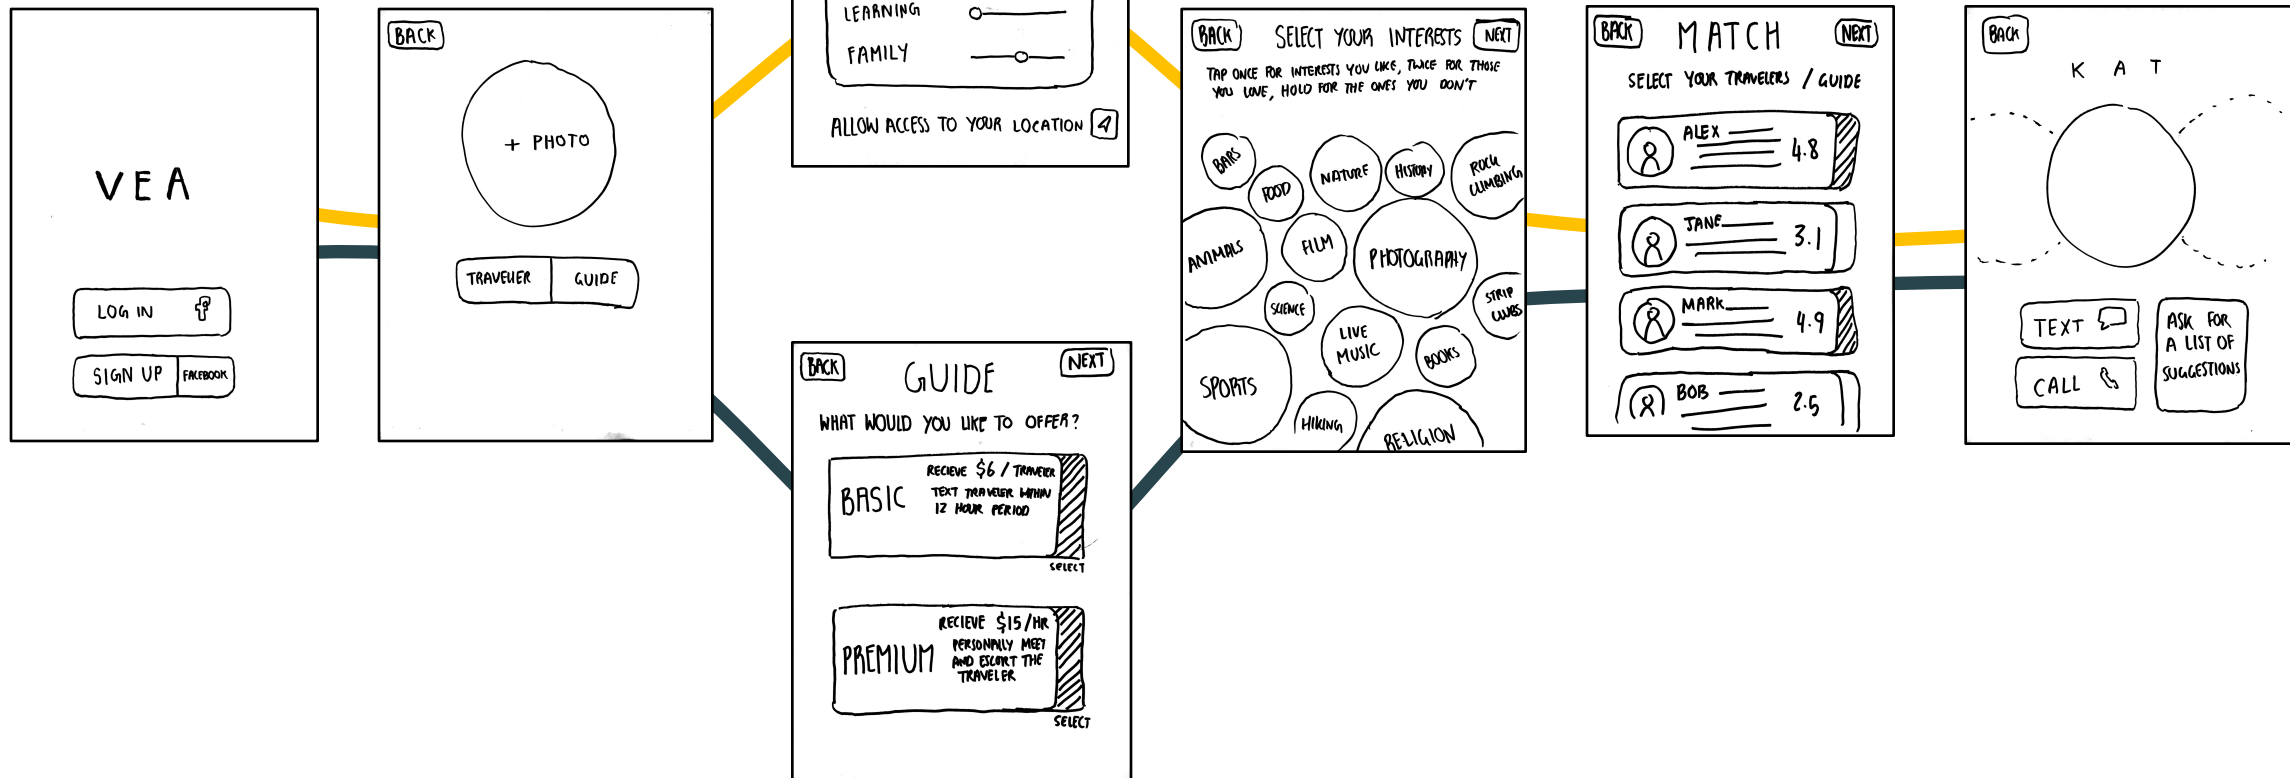 VEA
LOG IN f
SIGN UP FACEBOOK
BACK
+ PHOTO
TRAVELLER GUIDE
LEARNING
FAMILY
ALLOW ACCESS TO YOUR LOCATION
BACK GUIDE NEXT
WHAT WOULD YOU LIKE TO OFFER?
BASIC
RECIEVE $6 / TRAVELER
TEXT TRAVELER WITHIN
12 HOUR PERIOD
SELECT
PREMIUM
RECIEVE $15/HR
PERSONALLY MEET
AND ESCORT THE
TRAVELER
SELECT
BACK SELECT YOUR INTERESTS NEXT
TAP ONCE FOR INTERESTS YOU LIKE, TWICE FOR THOSE
YOU LOVE, HOLD FOR THE ONES YOU DON'T
BARS
FOOD
NATURE
HISTORY
ROCK
CLIMBING
ANIMALS
FILM
PHOTOGRAPHY
SCIENCE
STRIP
CLUBS
LIVE
MUSIC
BOOKS
SPORTS
HIKING
RELIGION
BACK MATCH NEXT
SELECT YOUR TRAVELERS / GUIDE
ALEX 4.8
JANE 3.1
MARK 4.9
BOB 2.5
BACK
KAT
TEXT
CALL
ASK FOR
A LIST OF
SUGGESTIONS